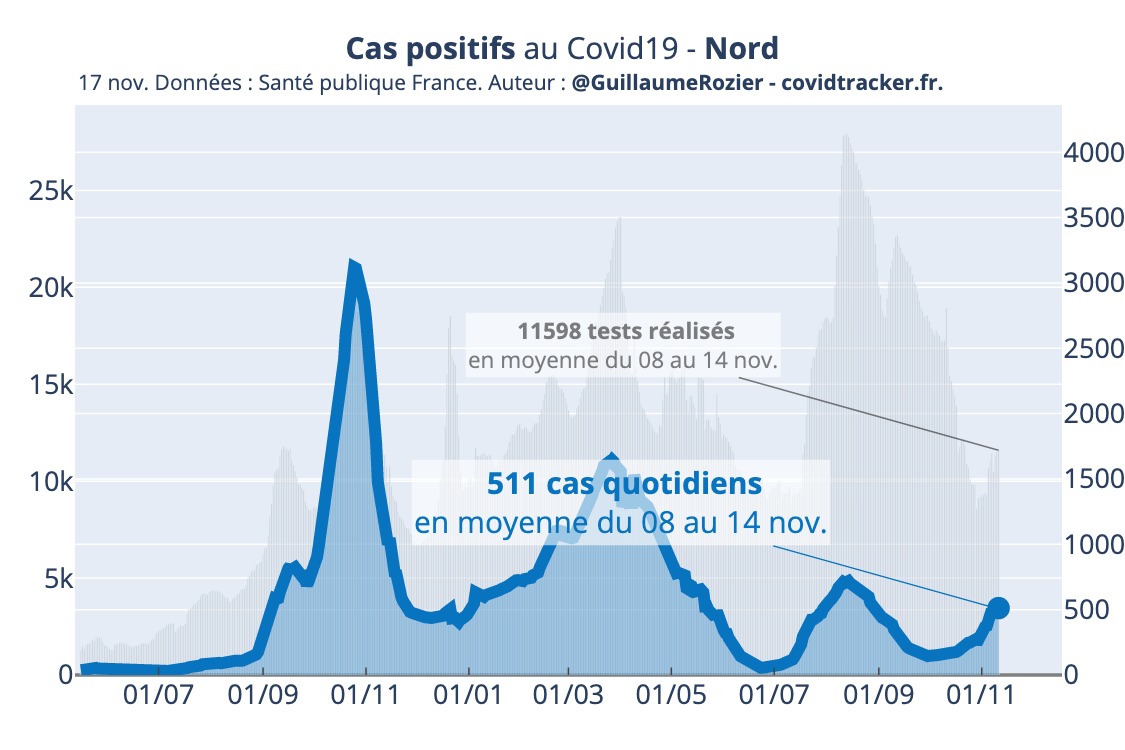 Cas positifs au Covid19 - Nord
17 nov. Données : Santé publique France. Auteur : @GuillaumeRozier - covidtracker.fr.
4000
25k
3500
20k
3000
11598 tests réalisés
en moyenne du 08 au 14 nov.
2500
15k
2000
10k
511 cas quotidiens
1500
en moyenne du 08 au 14 nov.
1000
5k
500
0
0
01/07 01/09 01/11 01/01 01/03 01/05 01/07 01/09 01/11